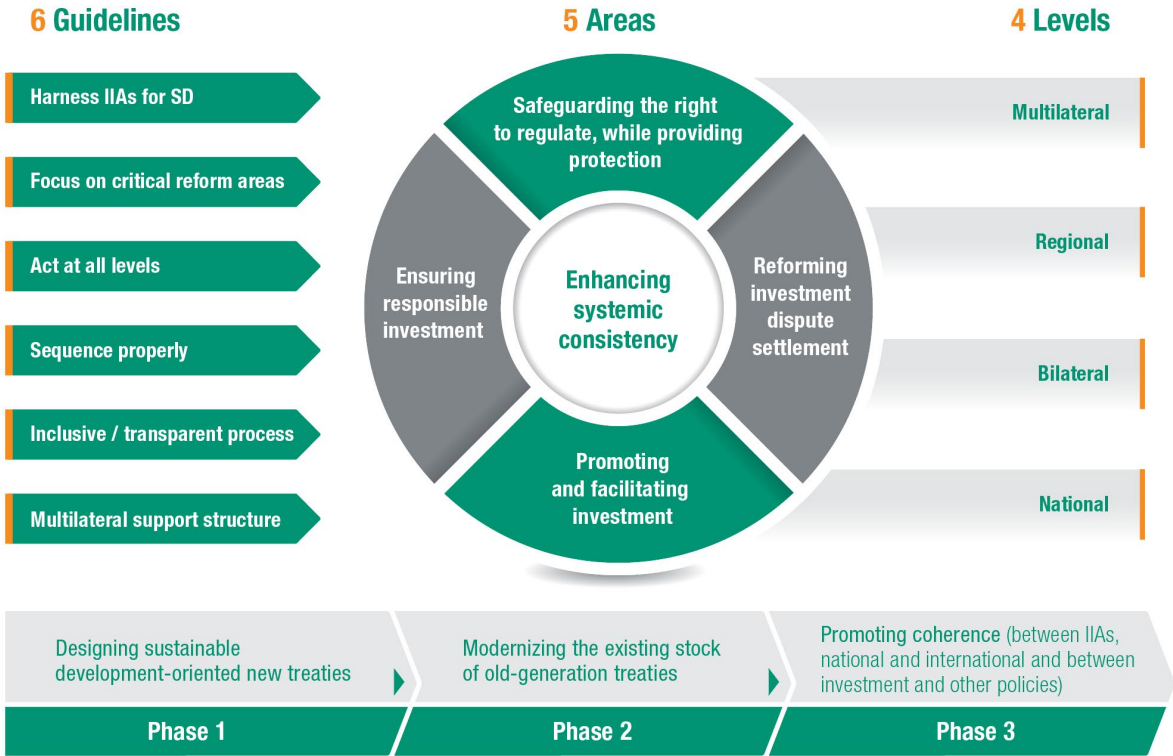 6 Guidelines
Harness IIAs for SD
Focus on critical reform areas
Act at all levels
Sequence properly
Inclusive / transparent process
Multilateral support structure
5 Areas
Safeguarding the right
to regulate, while providing
protection
Ensuring
responsible
investment
Enhancing
systemic
consistency
Reforming
investment
dispute
settlement
Promoting
and facilitating
investment
4 Levels
Multilateral
Regional
Bilateral
National
Designing sustainable
development-oriented new treaties
Phase 1
Modernizing the existing stock
of old-generation treaties
Phase 2
Promoting coherence (between IIAs,
national and international and between
investment and other policies)
Phase 3